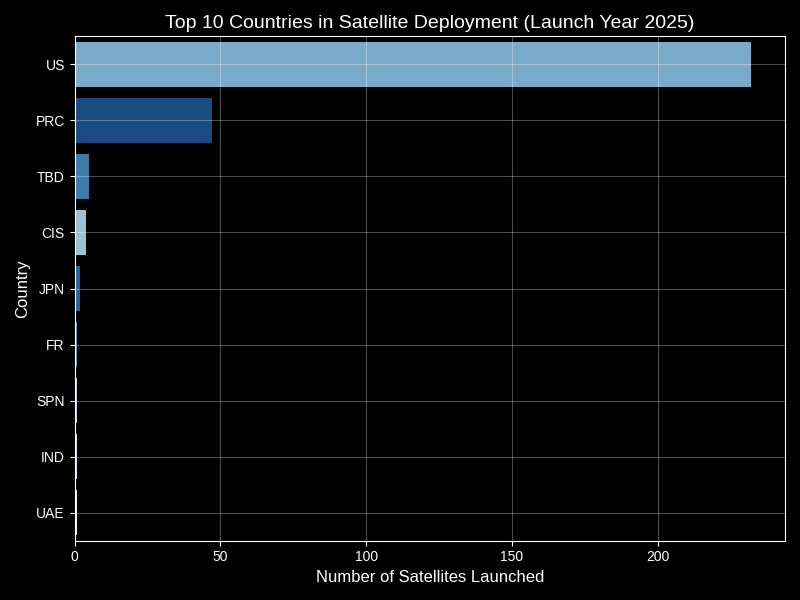 Top 10 Countries in Satellite Deployment (Launch Year 2025)
US
PRC
TBD
CIS
JPN
FR
SPN
IND
UAE
Country
0 50 100 150 200
Number of Satellites Launched